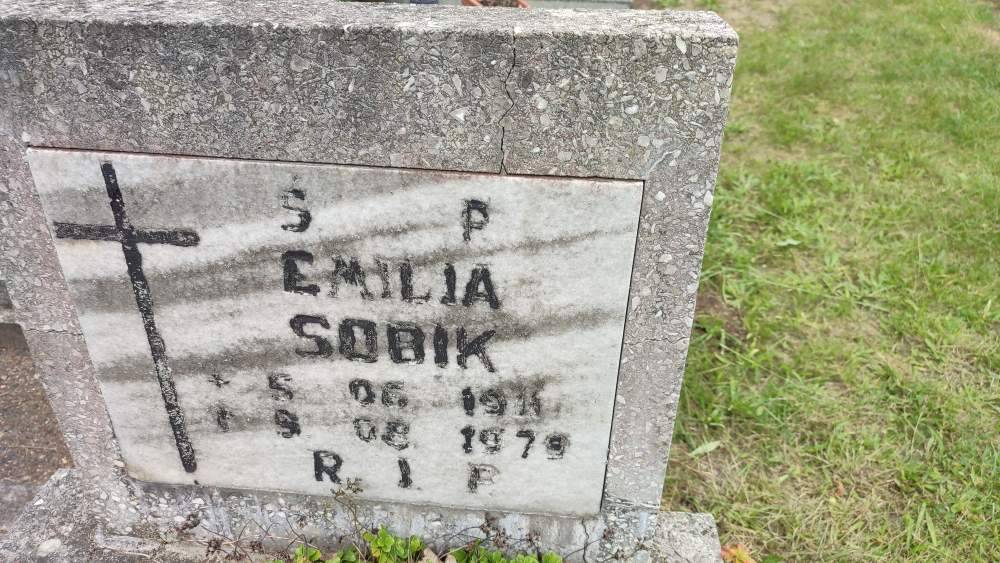 Ś P
EMILIA
SOBIK
* 5 06 1911
† 9 08 1979
R I P